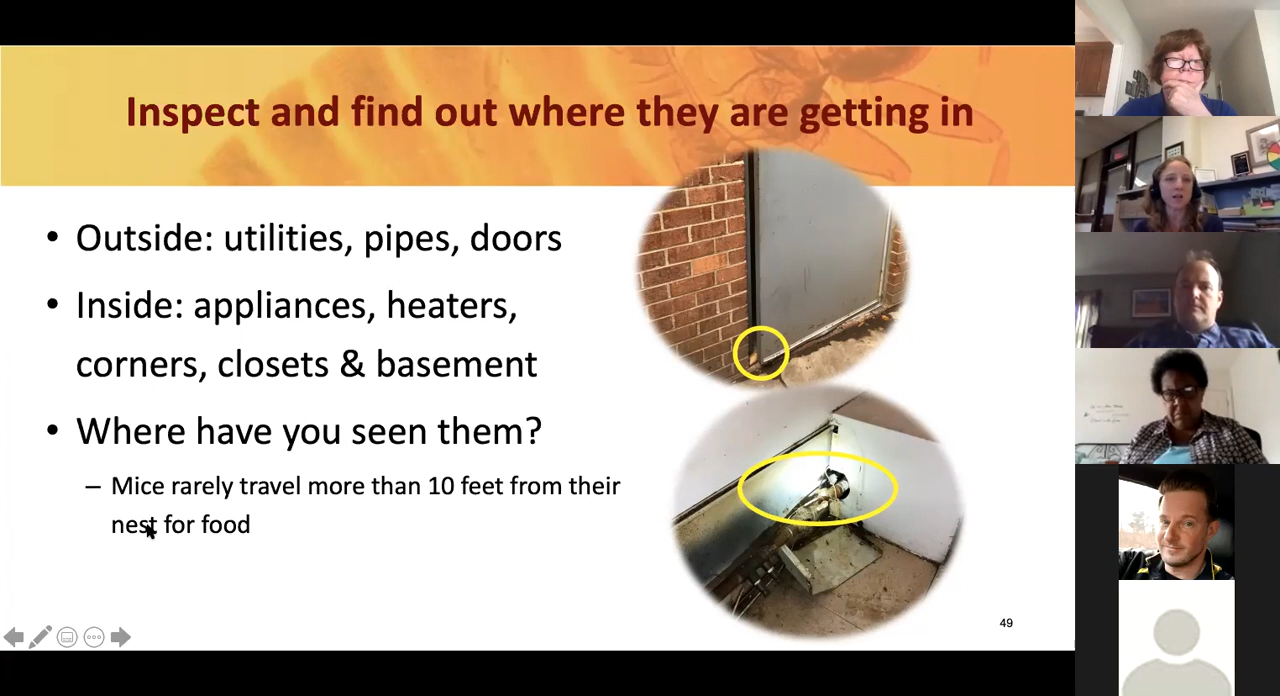 Inspect and find out where they are getting in
• Outside: utilities, pipes, doors
• Inside: appliances, heaters,
corners, closets & basement
• Where have you seen them?
– Mice rarely travel more than 10 feet from their
nest for food
49